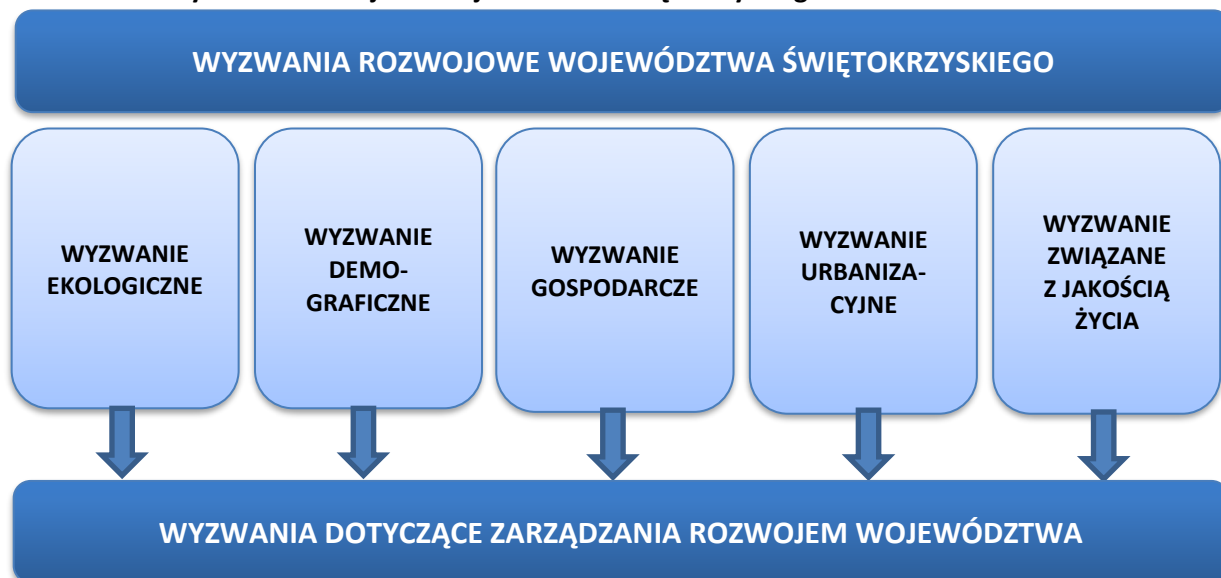 WYZWANIA ROZWOJOWE WOJEWÓDZTWA ŚWIĘTOKRZYSKIEGO
WYZWANIE
EKOLOGICZNE
WYZWANIE
DEMO-
GRAFICZNE
WYZWANIE
GOSPODARCZE
WYZWANIE
URBANIZA-
CYJNE
WYZWANIE
ZWIĄZANE
Z JAKOŚCIĄ
ŻYCIA
WYZWANIA DOTYCZĄCE ZARZĄDZANIA ROZWOJEM WOJEWÓDZTWA